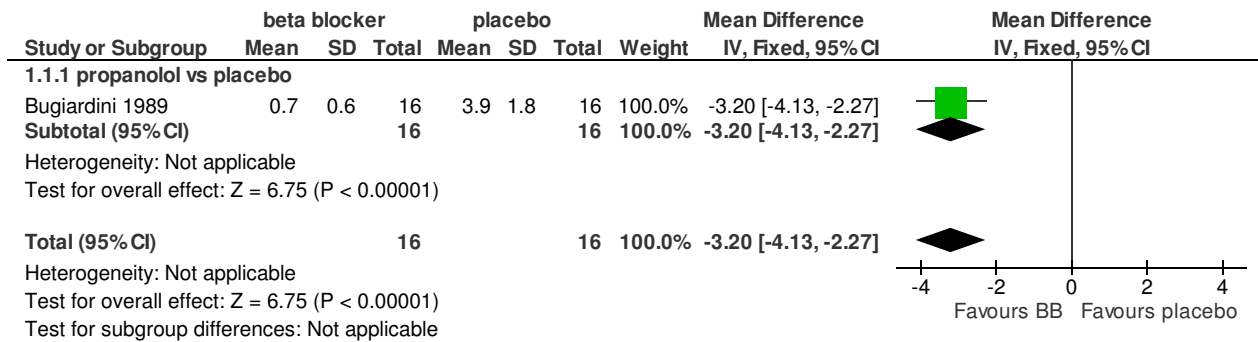 beta blocker placebo Mean Difference Mean Difference
Study or Subgroup Mean SD Total Mean SD Total Weight IV, Fixed, 95% CI IV, Fixed, 95% CI
1.1.1 propanolol vs placebo
Bugiardini 1989 0.7 0.6 16 3.9 1.8 16 100.0% -3.20 [-4.13, -2.27]
Subtotal (95% CI) 16 16 100.0% -3.20 [-4.13, -2.27]
Heterogeneity: Not applicable
Test for overall effect: Z = 6.75 (P < 0.00001)
Total (95% CI) 16 16 100.0% -3.20 [-4.13, -2.27]
Heterogeneity: Not applicable
Test for overall effect: Z = 6.75 (P < 0.00001)
Test for subgroup differences: Not applicable
-4 -2 0 2 4
Favours BB Favours placebo